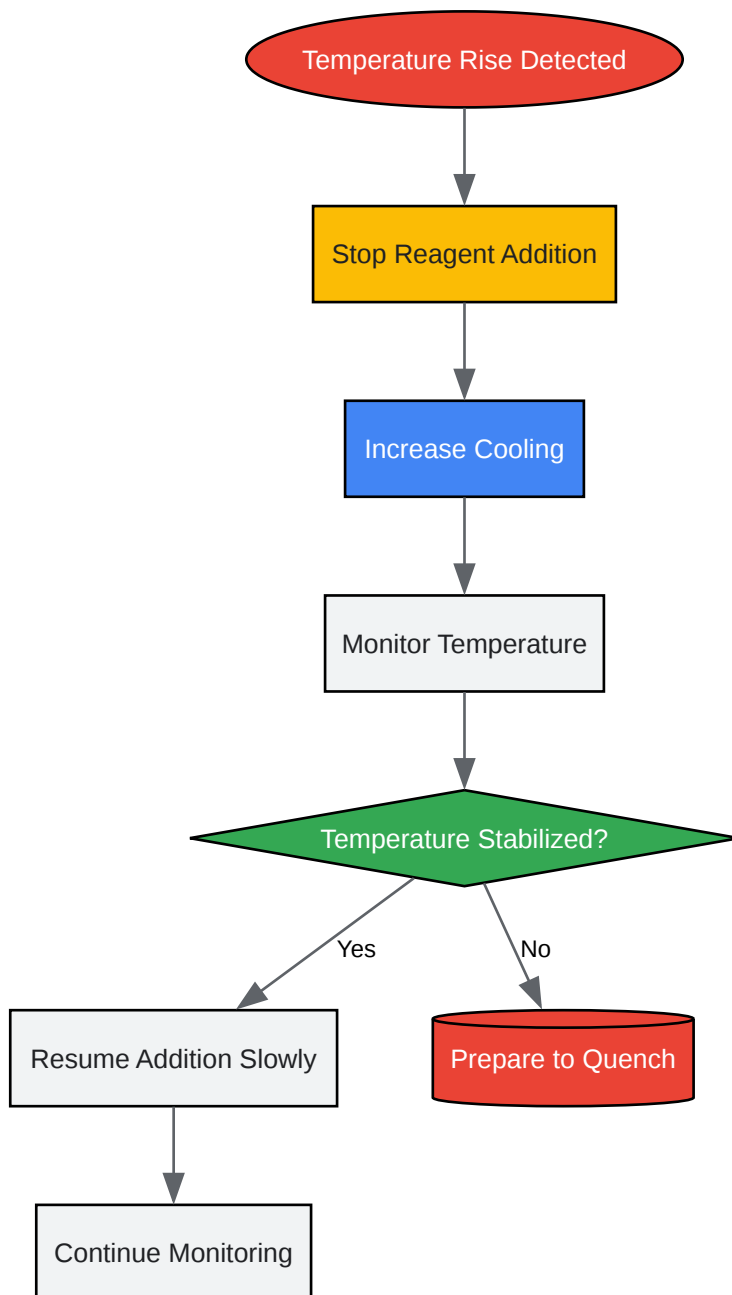 Temperature Rise Detected
Stop Reagent Addition
Increase Cooling
Monitor Temperature
Temperature Stabilized?
Yes
No
Resume Addition Slowly
Prepare to Quench
Continue Monitoring